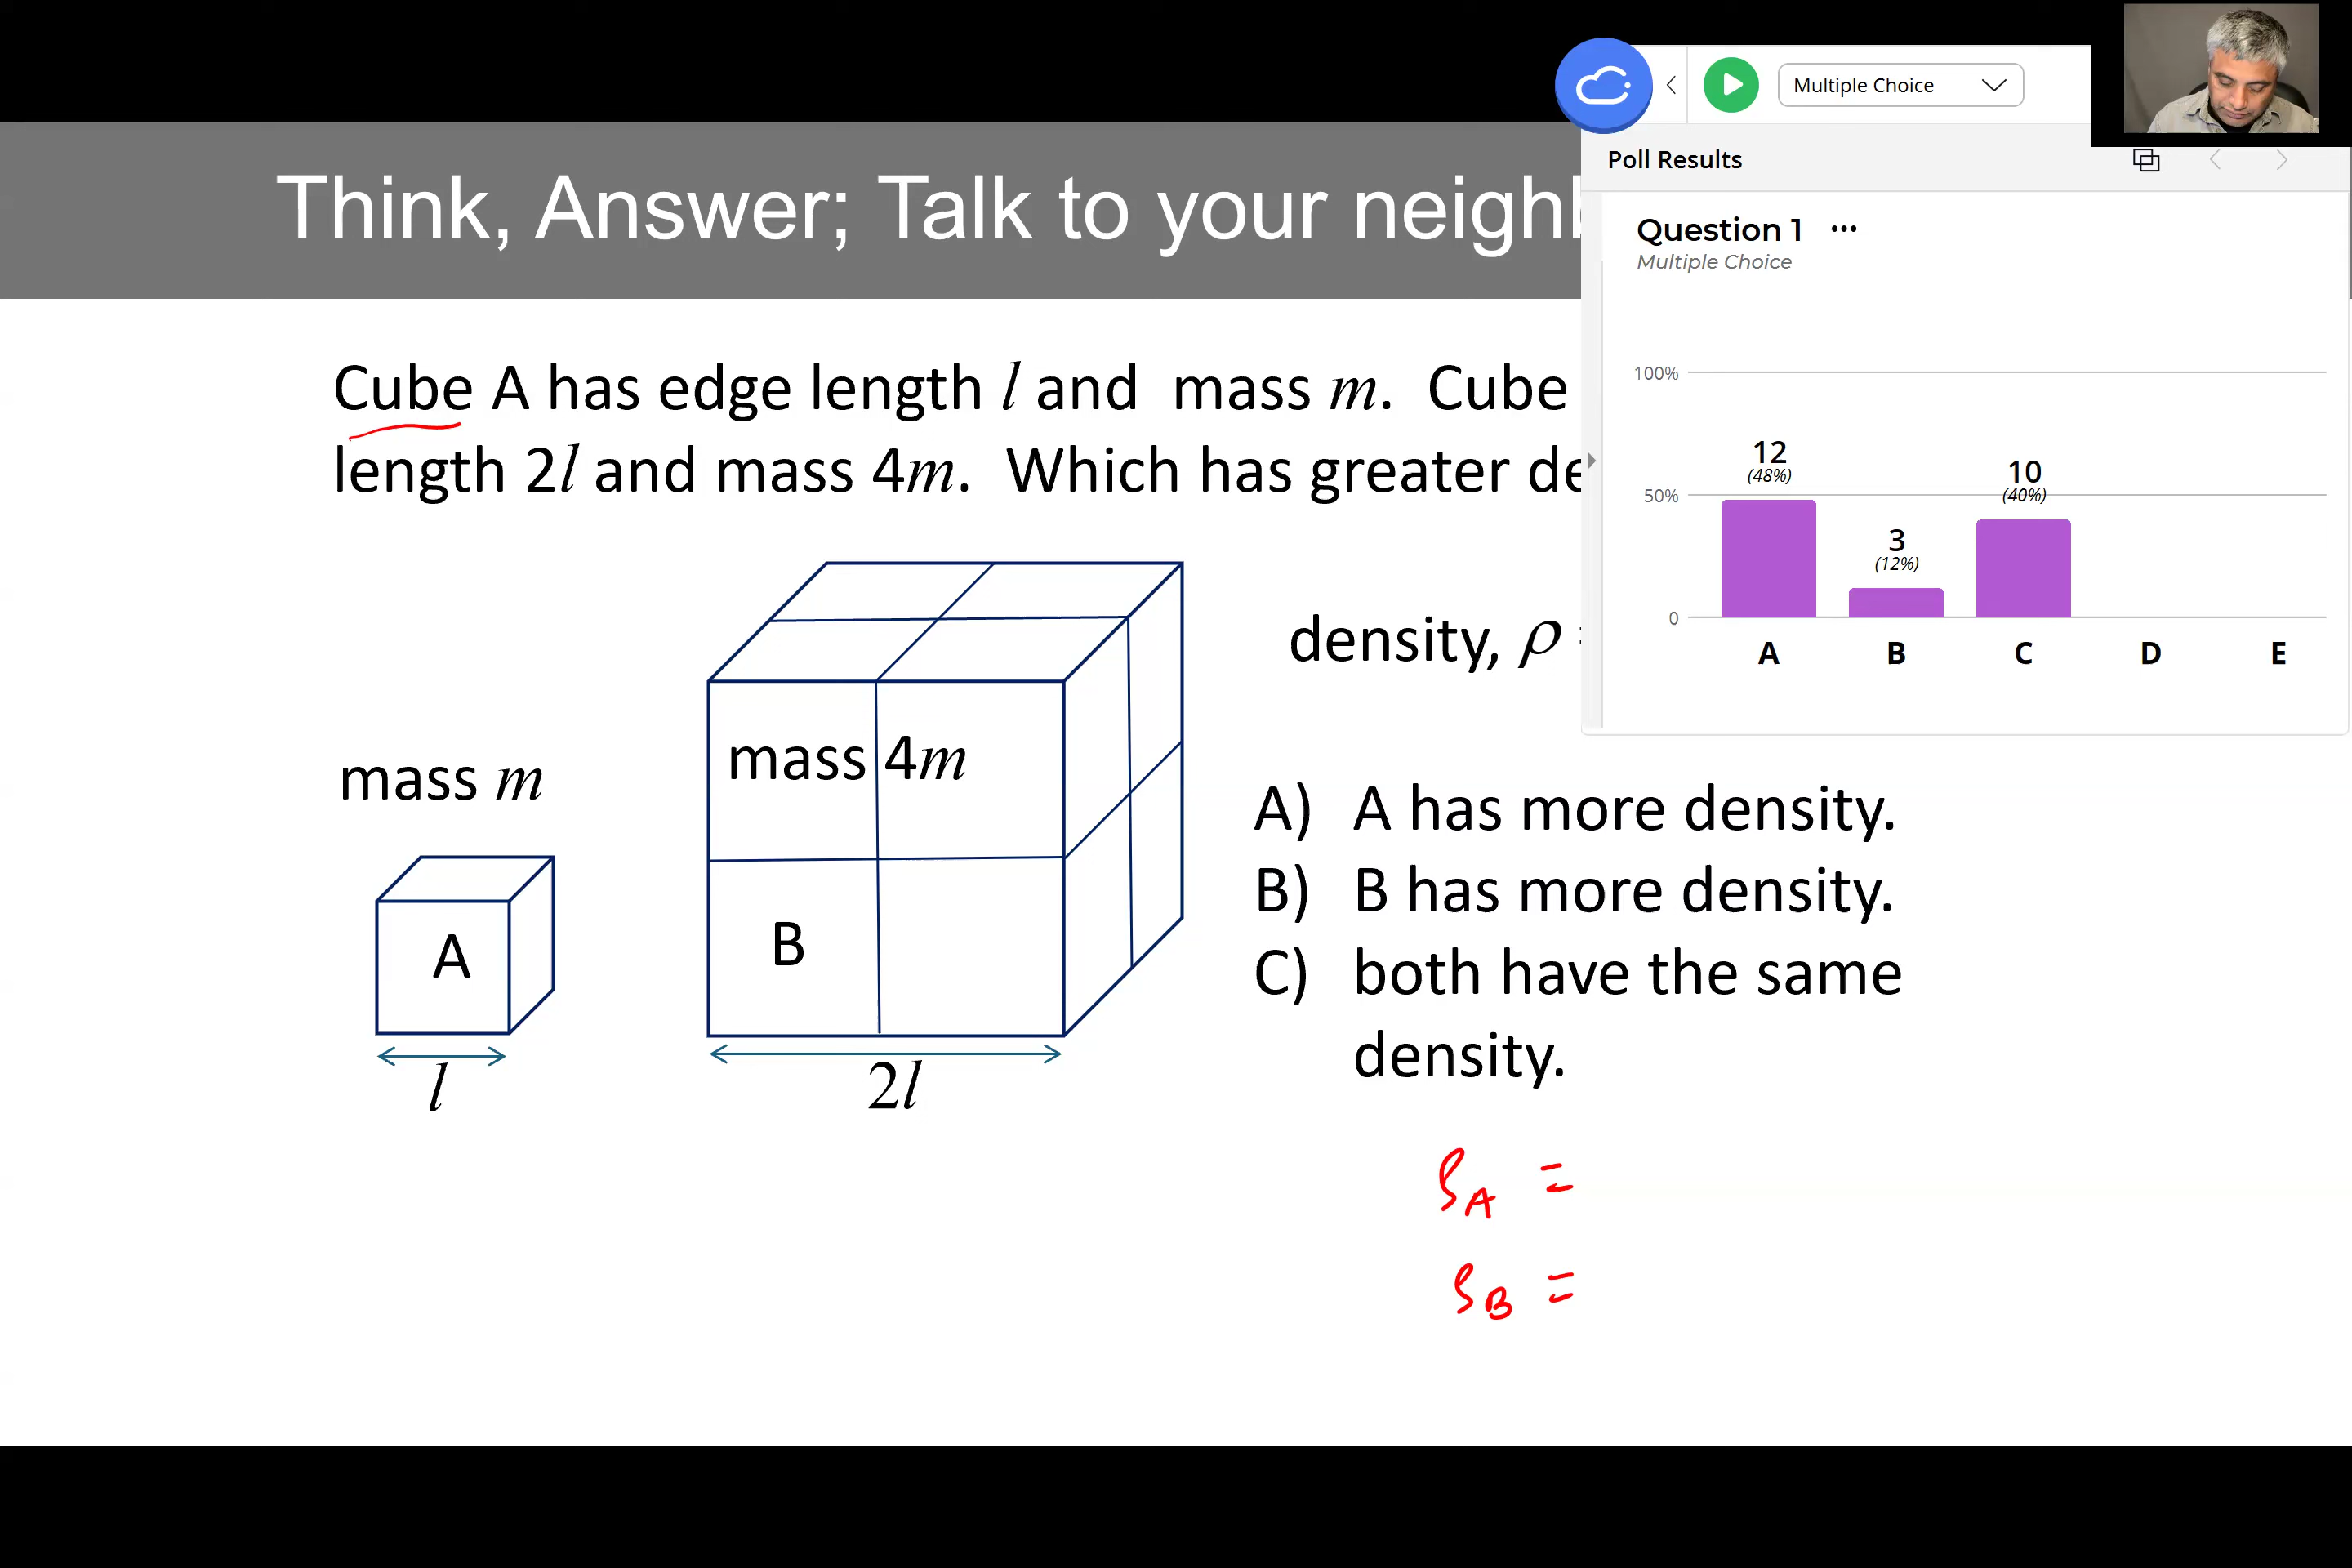 Multiple Choice
Think, Answer; Talk to your neighb
Poll Results
Question 1 •••
Multiple Choice
100%
50%
0
12
(48%)
3
(12%)
10
(40%)
A B C D E
Cube A has edge length l and mass m. Cube
length 2l and mass 4m. Which has greater de
density, ρ =
mass m
mass 4m
A
B
l
2l
A) A has more density.
B) B has more density.
C) both have the same
density.
ρA =
ρB =